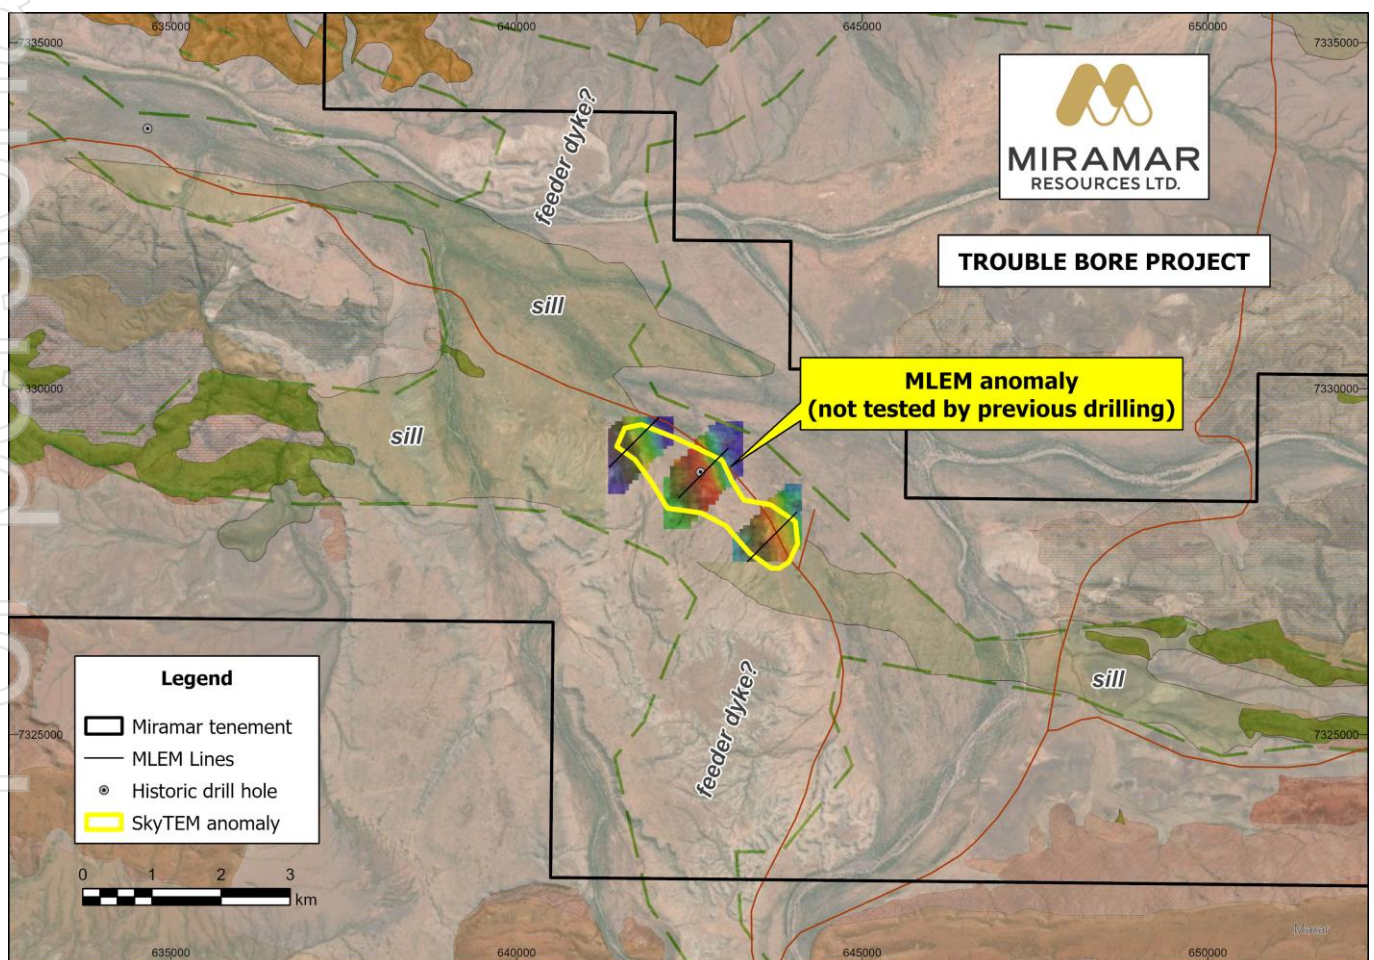 635000
640000
645000
650000
7335000
7335000
MIRAMAR
RESOURCES LTD.
feeder dyke?
TROUBLE BORE PROJECT
sill
MLEM anomaly
(not tested by previous drilling)
7330000
7330000
sill
feeder dyke?
sill
Legend
Miramar tenement
MLEM Lines
Historic drill hole
SkyTEM anomaly
7325000
7325000
0 1 2 3
km
Maxar
635000
640000
645000
650000